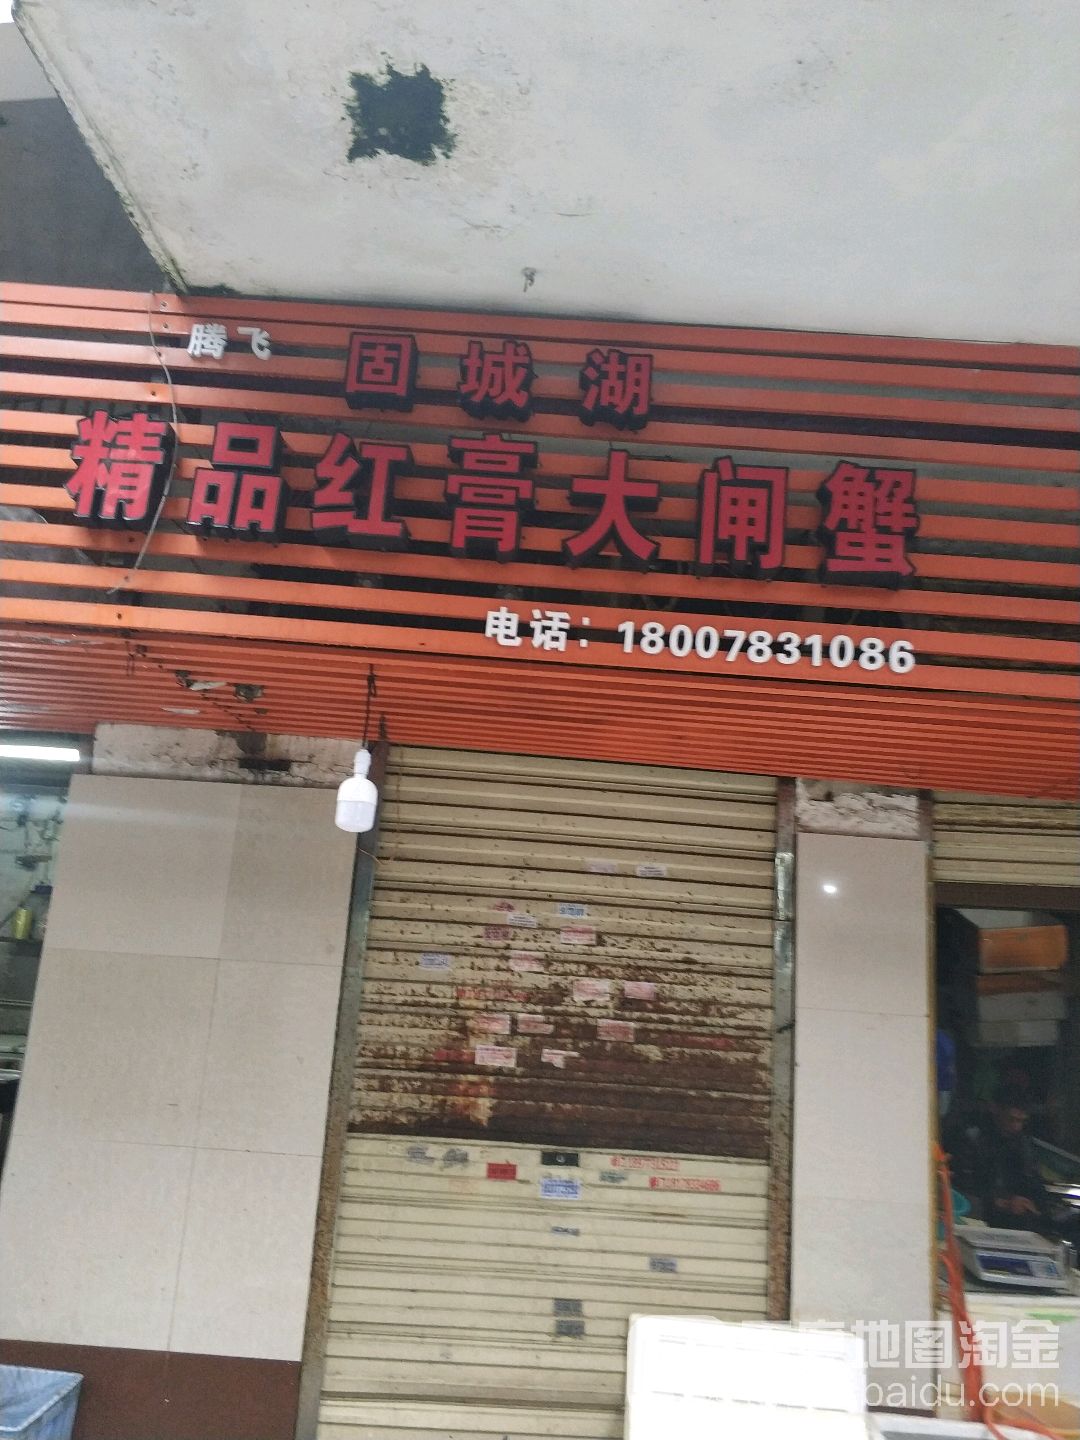 腾飞 固城湖
精品红膏大闸蟹
电话：18007831086
地图淘金
baidu.com